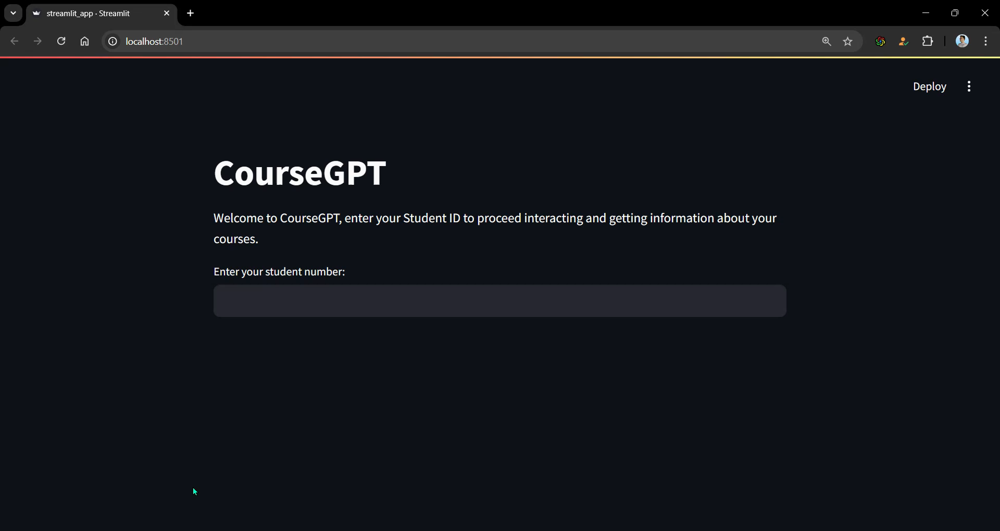 streamlit_app · Streamlit
localhost:8501
Deploy
CourseGPT
Welcome to CourseGPT, enter your Student ID to proceed interacting and getting information about your
courses.
Enter your student number: